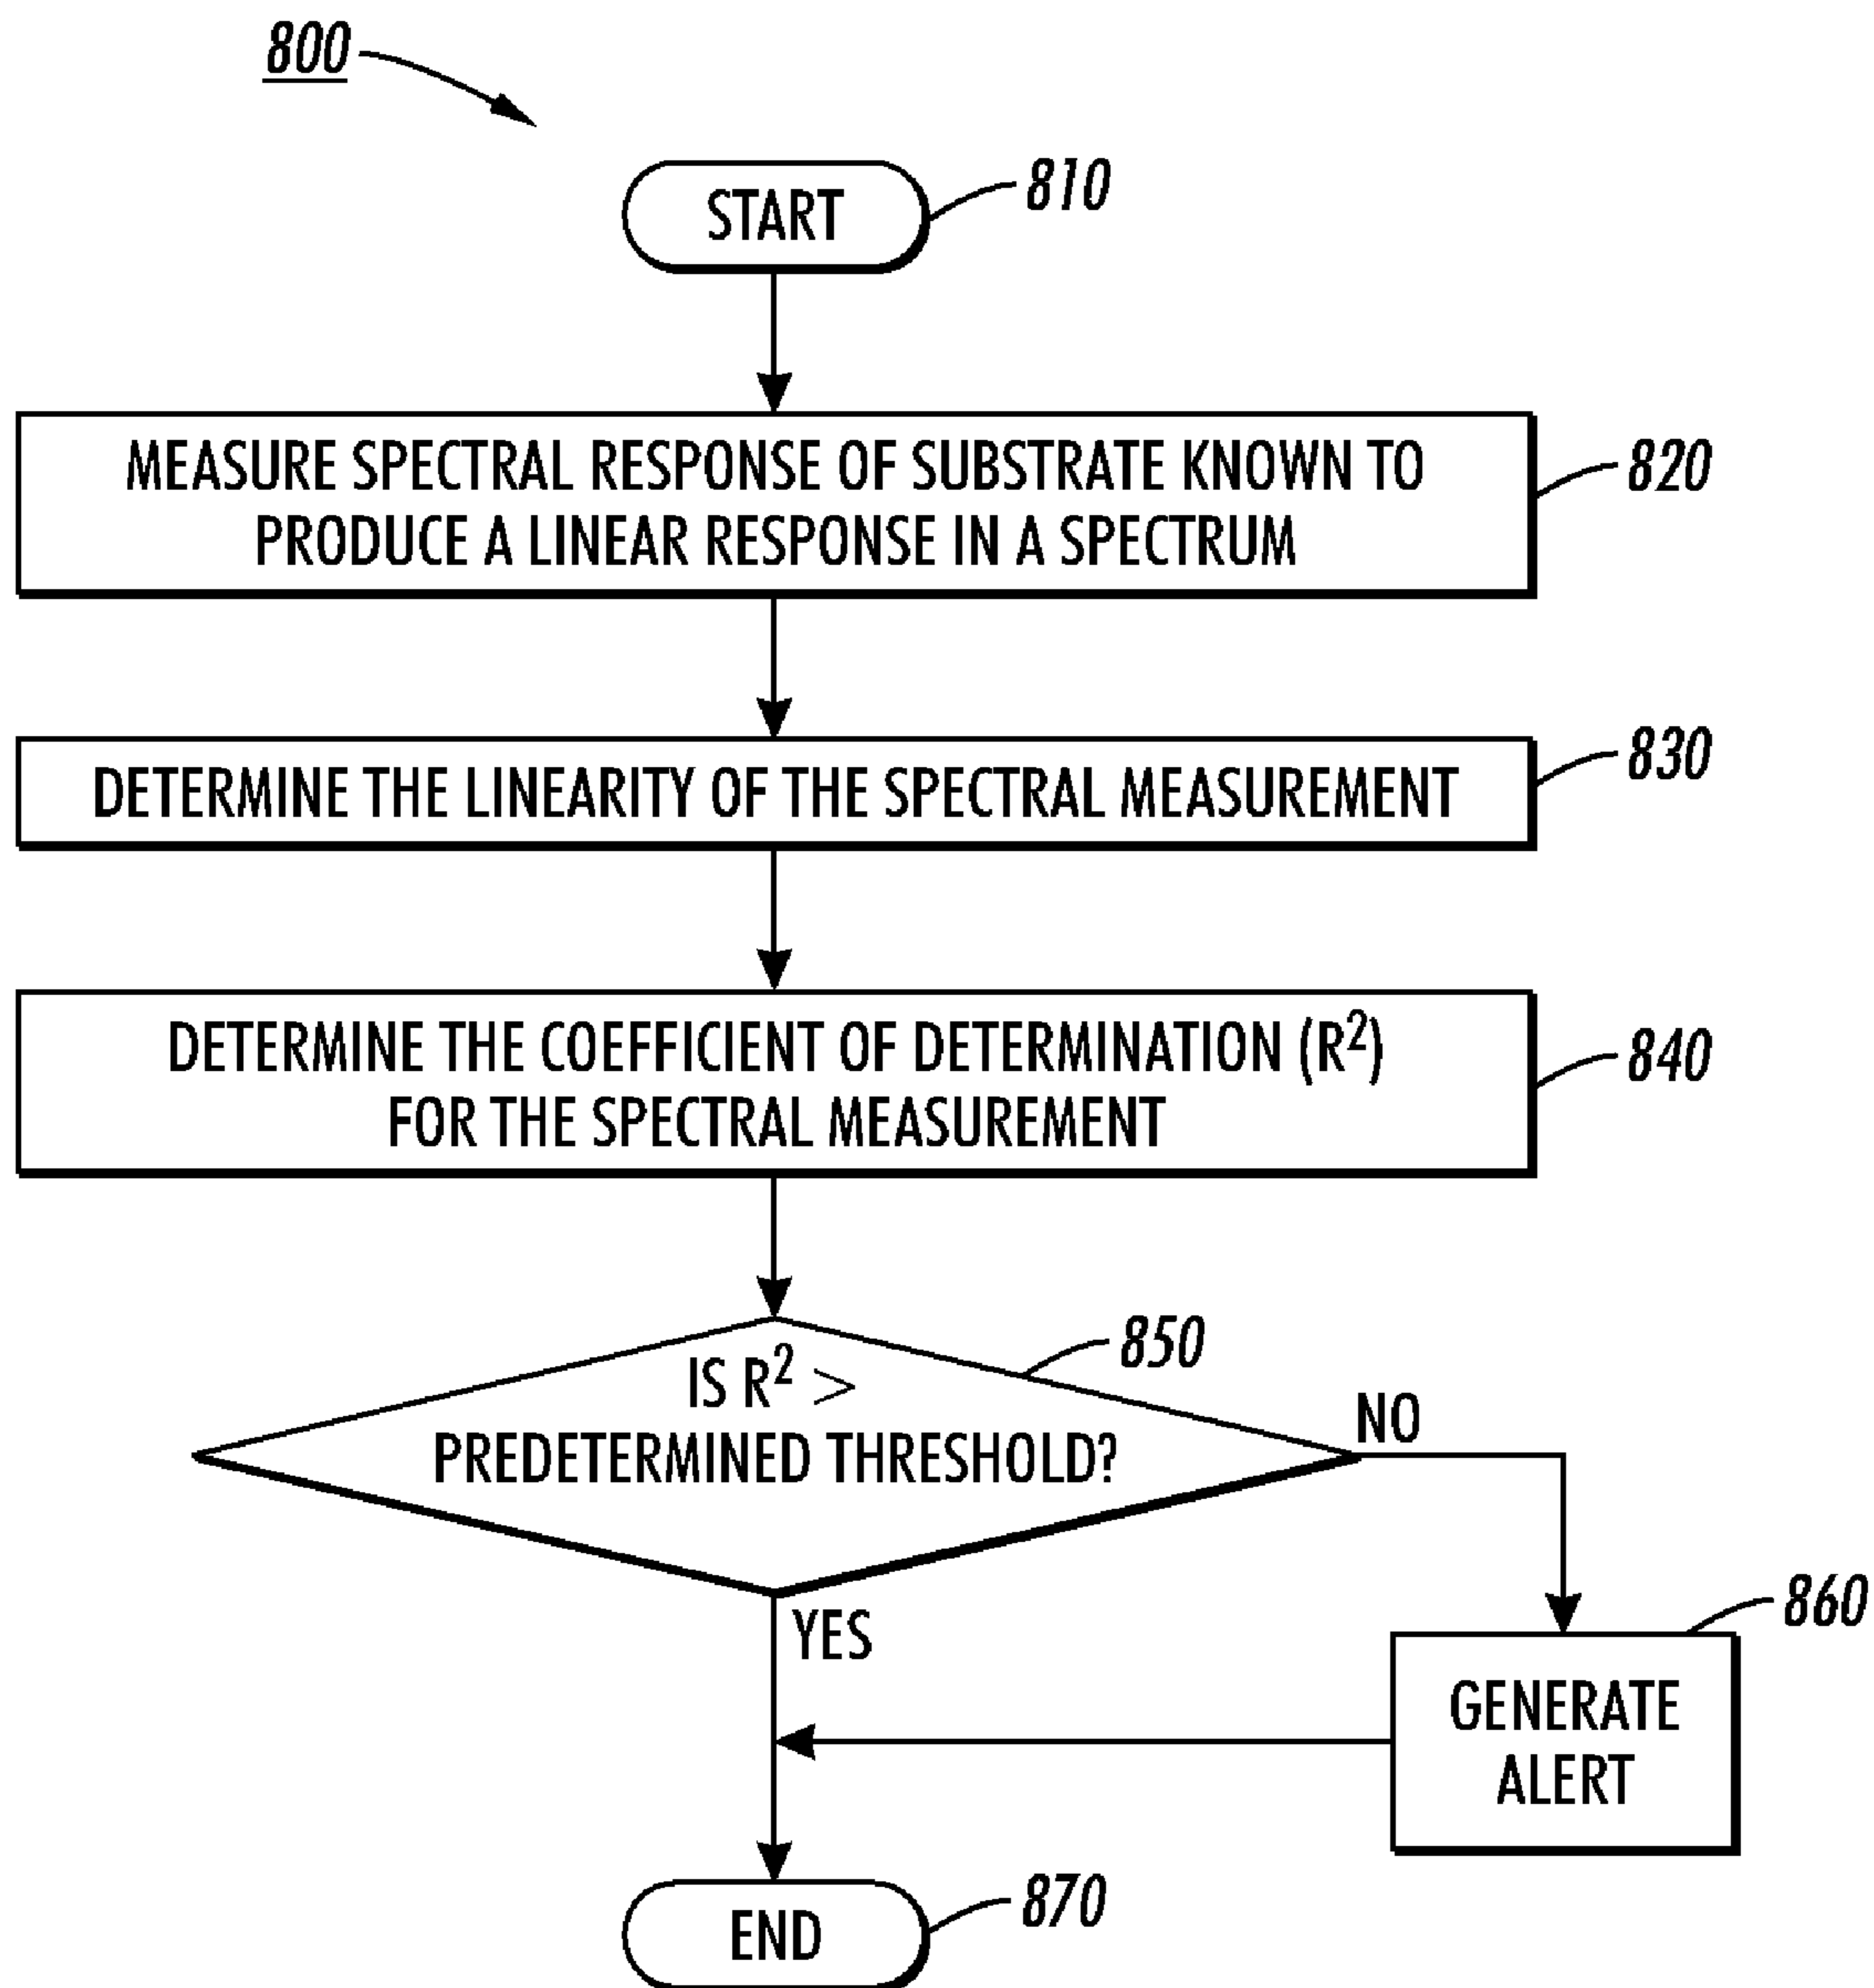 800
START
810
MEASURE SPECTRAL RESPONSE OF SUBSTRATE KNOWN TO
PRODUCE A LINEAR RESPONSE IN A SPECTRUM
820
DETERMINE THE LINEARITY OF THE SPECTRAL MEASUREMENT
830
DETERMINE THE COEFFICIENT OF DETERMINATION (R²)
FOR THE SPECTRAL MEASUREMENT
840
IS R² >
PREDETERMINED THRESHOLD?
850
NO
YES
GENERATE
ALERT
860
END
870